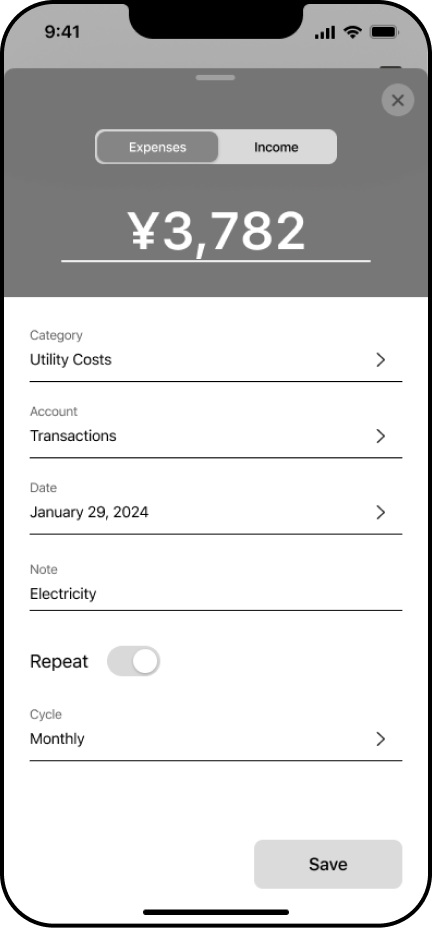 9:41
Expenses Income
¥3,782
Category
Utility Costs
Account
Transactions
Date
January 29, 2024
Note
Electricity
Repeat
Cycle
Monthly
Save